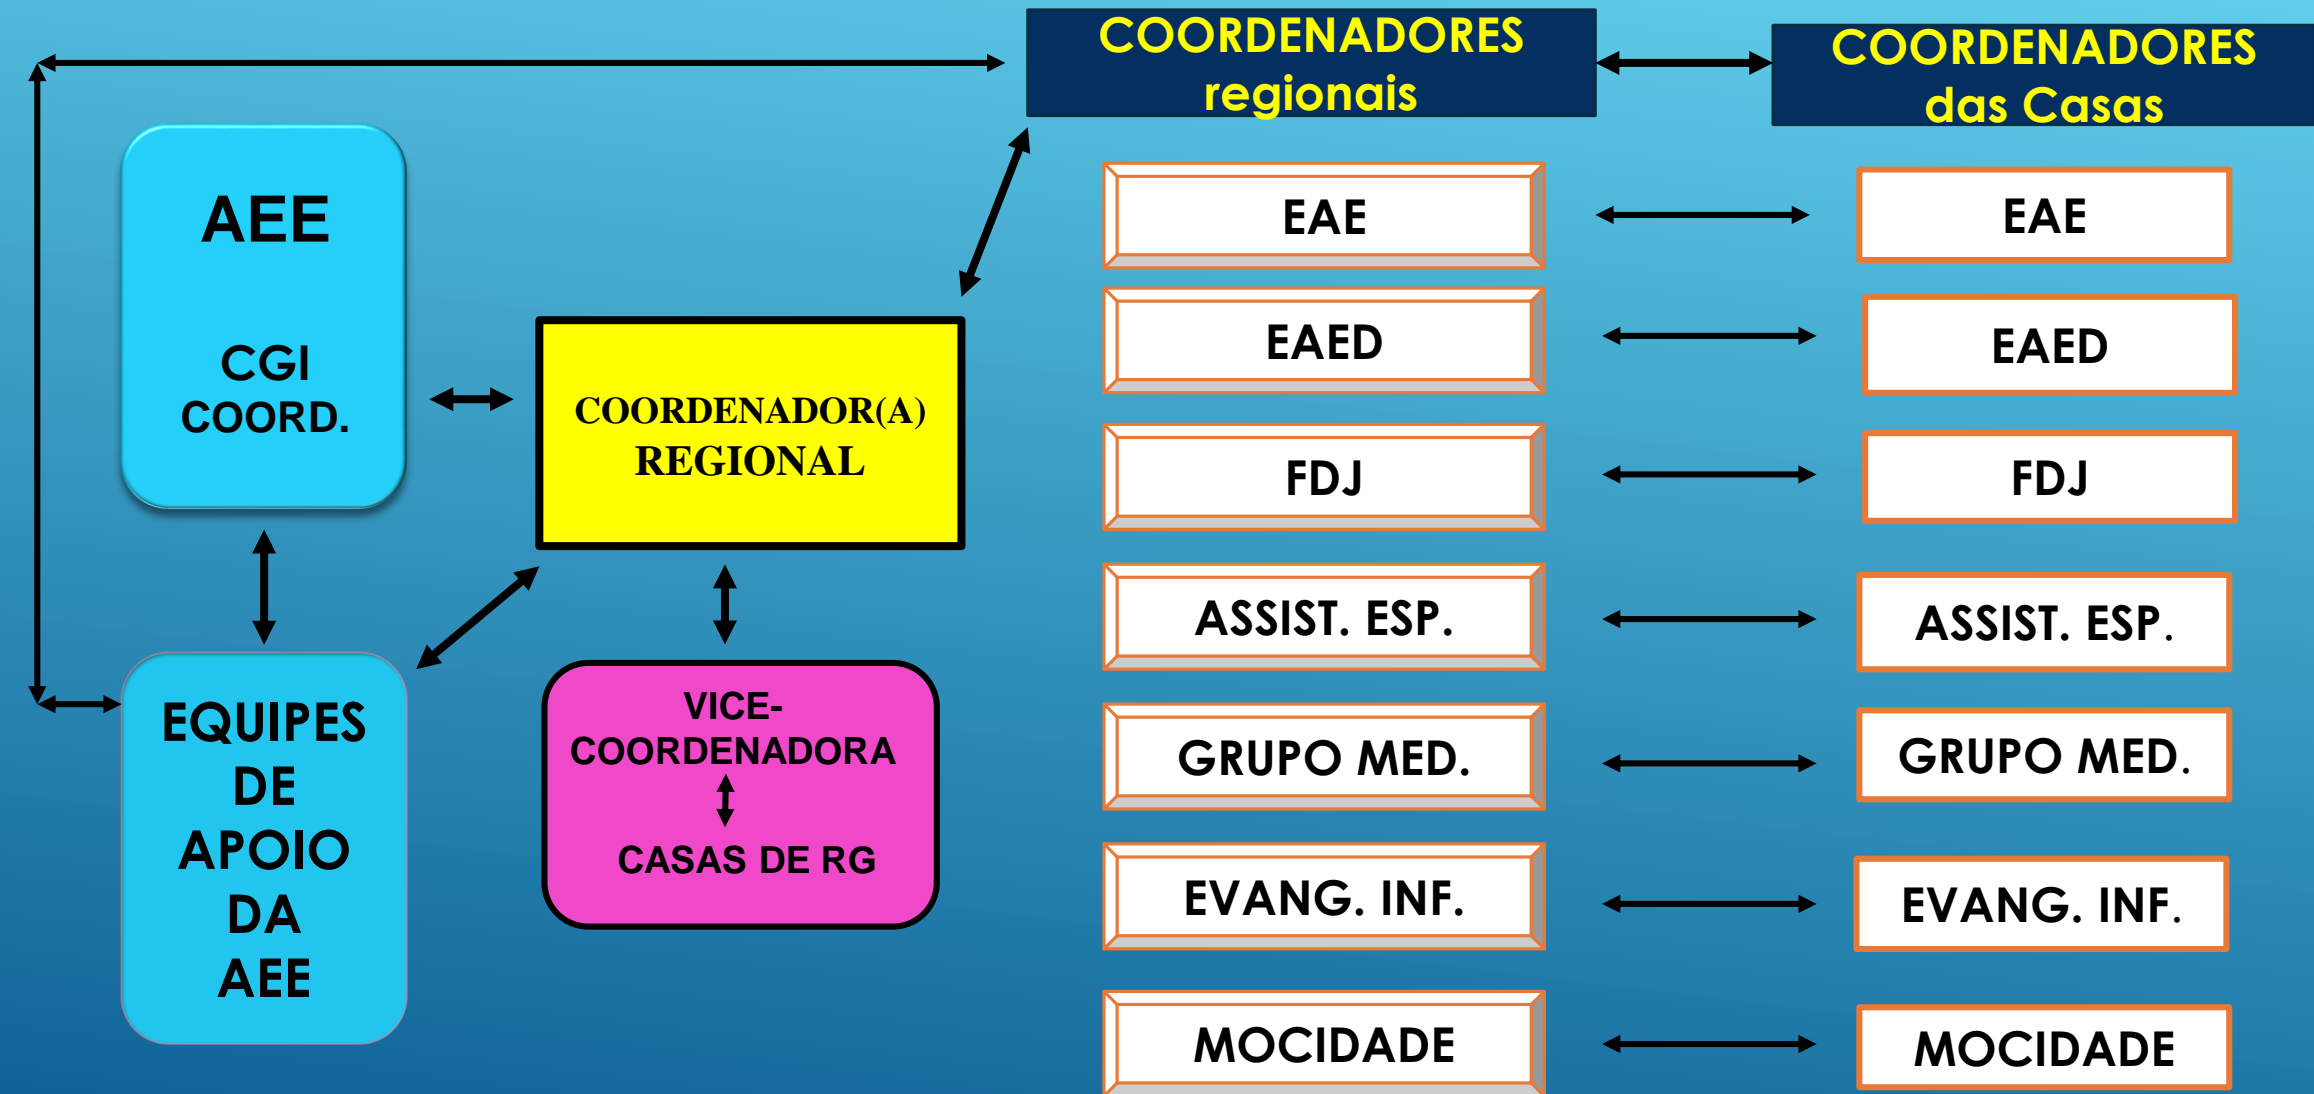 COORDENADORES
regionais
COORDENADORES
das Casas
AEE
CGI
COORD.
COORDENADOR(A)
REGIONAL
EQUIPES
DE
APOIO
DA
AEE
VICE-
COORDENADORA
CASAS DE RG
EAE
EAE
EAED
EAED
FDJ
FDJ
ASSIST. ESP.
ASSIST. ESP.
GRUPO MED.
GRUPO MED.
EVANG. INF.
EVANG. INF.
MOCIDADE
MOCIDADE